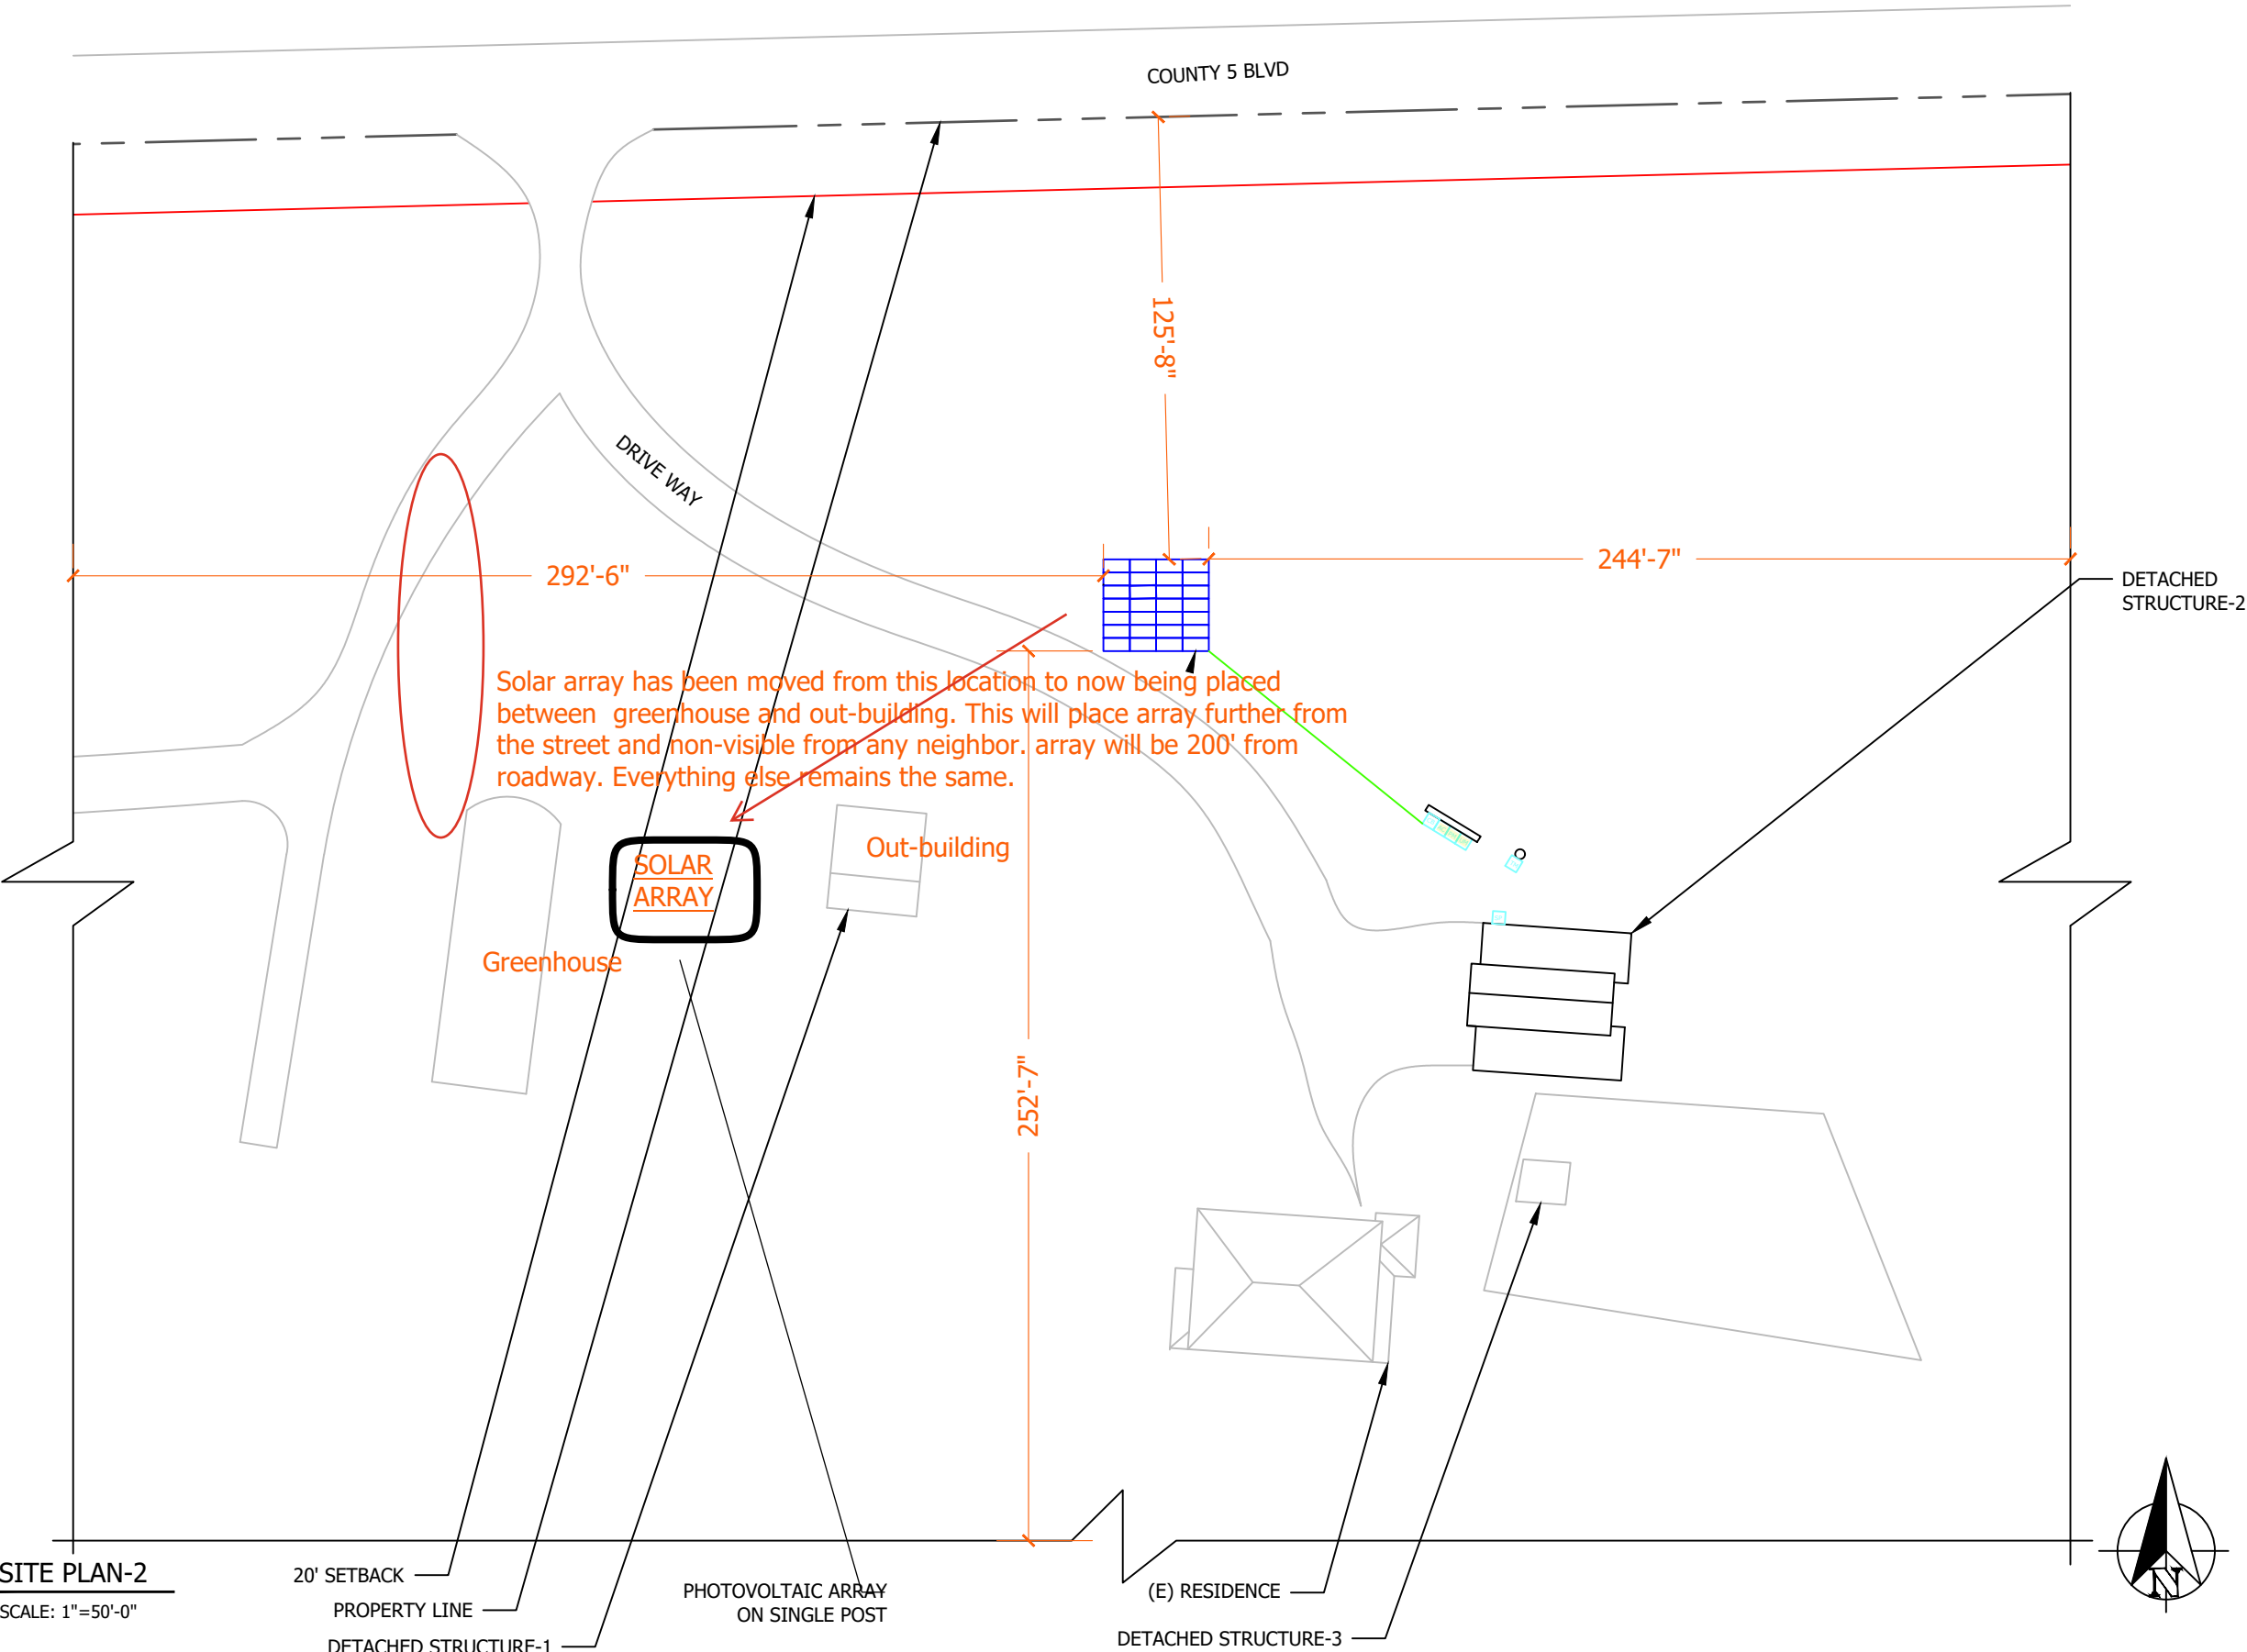 COUNTY 5 BLVD
125'-8"
DRIVE WAY
292'-6"
244'-7"
DETACHED
STRUCTURE-2
Solar array has been moved from this location to now being placed
between greenhouse and out-building. This will place array further from
the street and non-visible from any neighbor. array will be 200' from
roadway. Everything else remains the same.
Out-building
SOLAR
ARRAY
Greenhouse
252'-7"
SITE PLAN-2
SCALE: 1"=50'-0"
20' SETBACK
PROPERTY LINE
DETACHED STRUCTURE-1
PHOTOVOLTAIC ARRAY
ON SINGLE POST
(E) RESIDENCE
DETACHED STRUCTURE-3
N